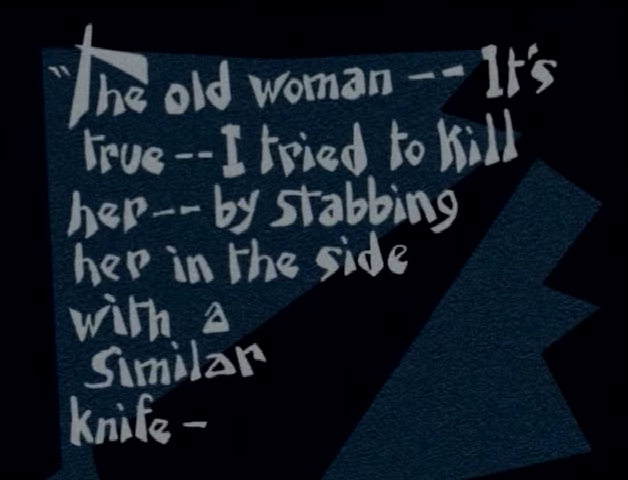 "The old woman -- It's
true -- I tried to kill
her -- by stabbing
her in the side
with a
similar
knife -